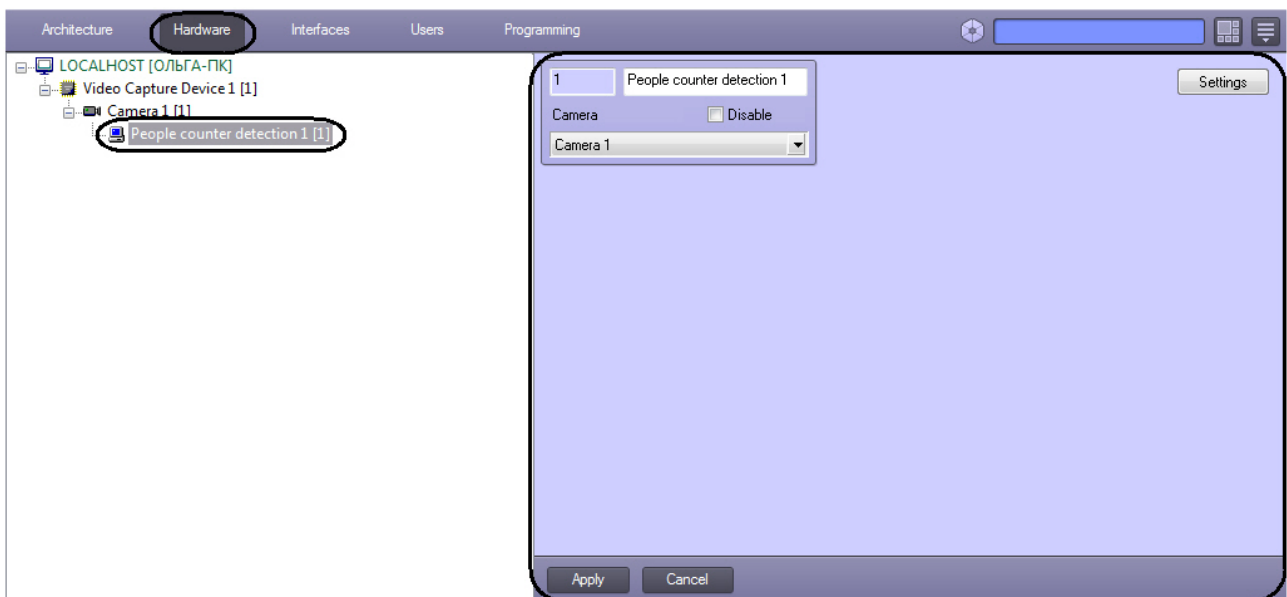 Architecture Hardware Interfaces Users Programming
LOCALHOST [ОЛЬГА-ПК]
Video Capture Device 1 [1]
Camera 1 [1]
People counter detection 1 [1]
1 People counter detection 1 Settings
Camera Disable
Camera 1
Apply Cancel